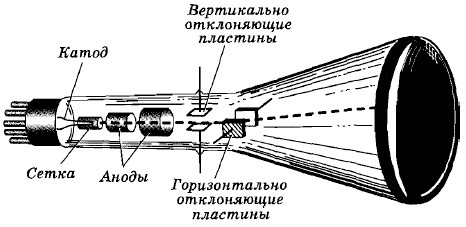 Вертикально
отклоняющие
пластины
Катод
Сетка
Аноды
Горизонтально
отклоняющие
пластины